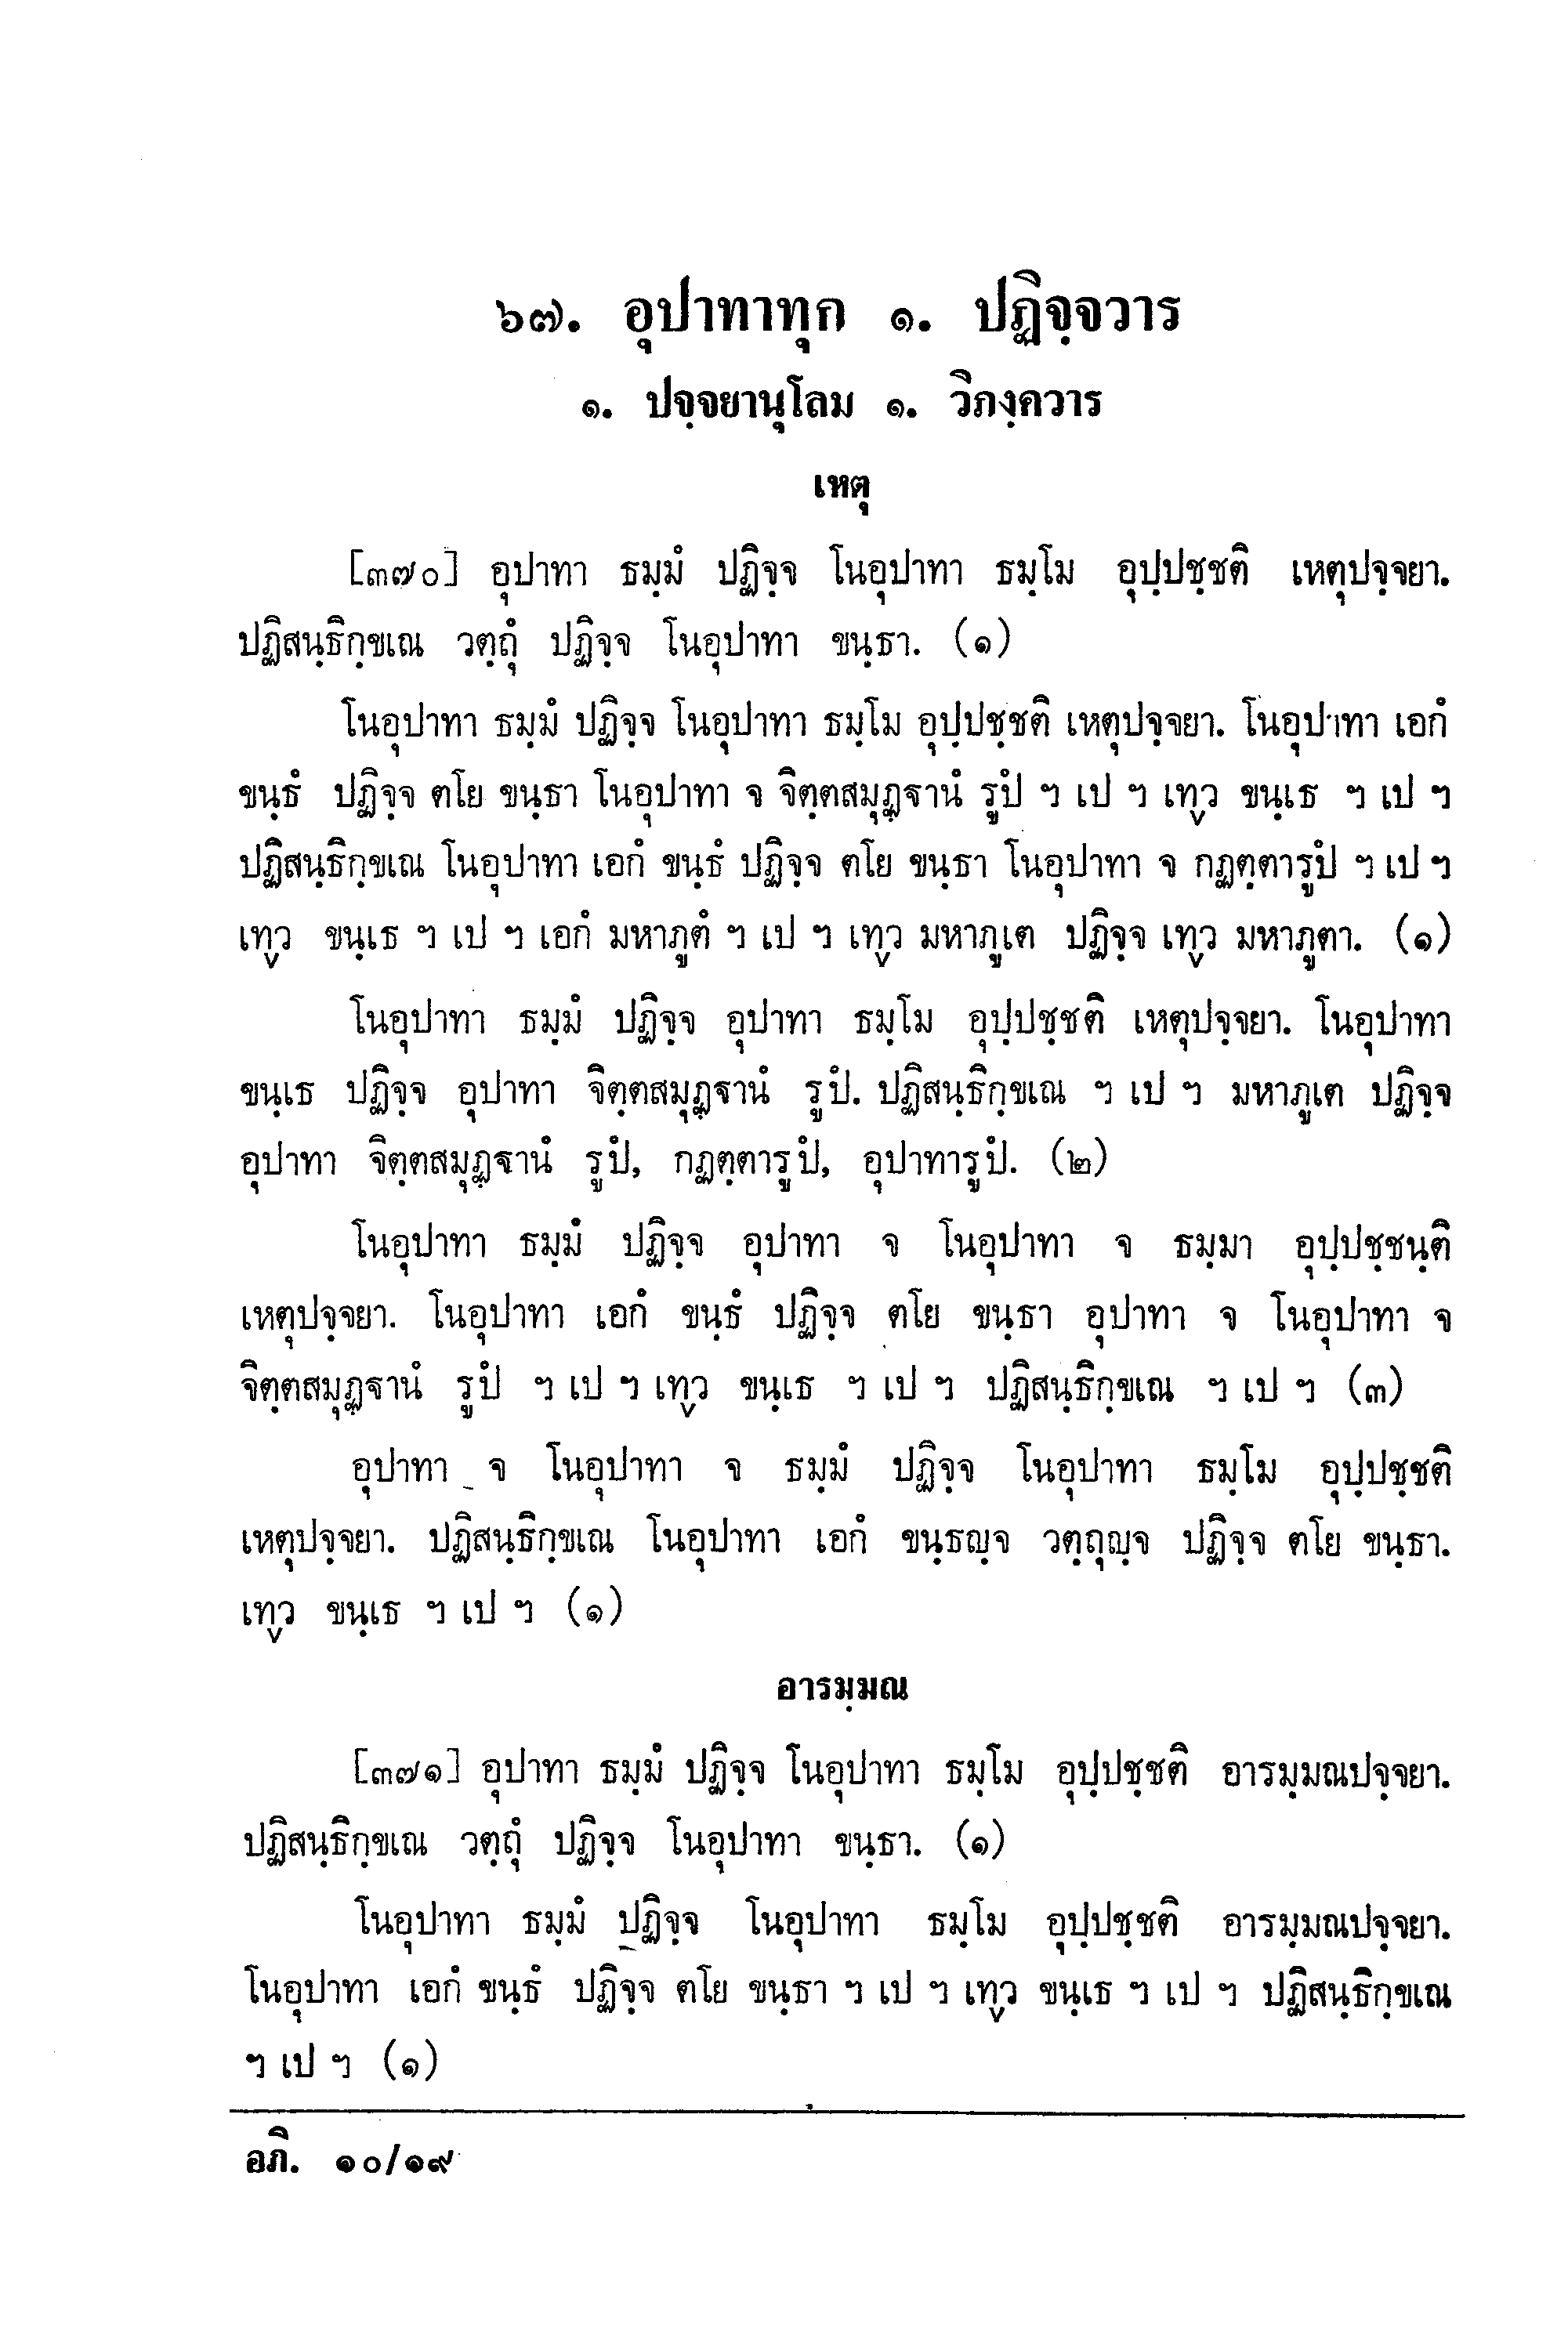 ๖๗. อุปาทาทุก ๑. ปฏิจฺจวาร
๑. ปจฺจยานุโลม ๑. วิภงฺควาร
เหตุ
[๓๗๐] อุปาทา ธมฺมํ ปฏิจฺจ โนอุปาทา ธมฺโม อุปฺปชฺชติ เหตุปจฺจยา.
ปฏิสนฺธิกฺขเณ วตฺถุํ ปฏิจฺจ โนอุปาทา ขนฺธา. (๑)
โนอุปาทา ธมฺมํ ปฏิจฺจ โนอุปาทา ธมฺโม อุปฺปชฺชติ เหตุปจฺจยา. โนอุปาทา เอกํ
ขนฺธํ ปฏิจฺจ ตโย ขนฺธา โนอุปาทา จ จิตฺตสมุฏฺฐานํ รูปํ ฯ เป ฯ เทฺว ขนฺเธ ฯ เป ฯ
ปฏิสนฺธิกฺขเณ โนอุปาทา เอกํ ขนฺธํ ปฏิจฺจ ตโย ขนฺธา โนอุปาทา จ กฏตฺตารูปํ ฯ เป ฯ
เทฺว ขนฺเธ ฯ เป ฯ เอกํ มหาภูตํ ฯ เป ฯ เทฺว มหาภูเต ปฏิจฺจ เทฺว มหาภูตา. (๑)
โนอุปาทา ธมฺมํ ปฏิจฺจ อุปาทา ธมฺโม อุปฺปชฺชติ เหตุปจฺจยา. โนอุปาทา
ขนฺเธ ปฏิจฺจ อุปาทา จิตฺตสมุฏฺฐานํ รูปํ. ปฏิสนฺธิกฺขเณ ฯ เป ฯ มหาภูเต ปฏิจฺจ
อุปาทา จิตฺตสมุฏฺฐานํ รูปํ, กฏตฺตารูปํ, อุปาทารูปํ. (๒)
โนอุปาทา ธมฺมํ ปฏิจฺจ อุปาทา จ โนอุปาทา จ ธมฺมา อุปฺปชฺชนฺติ
เหตุปจฺจยา. โนอุปาทา เอกํ ขนฺธํ ปฏิจฺจ ตโย ขนฺธา อุปาทา จ โนอุปาทา จ
จิตฺตสมุฏฺฐานํ รูปํ ฯ เป ฯ เทฺว ขนฺเธ ฯ เป ฯ ปฏิสนฺธิกฺขเณ ฯ เป ฯ (๓)
อุปาทา จ โนอุปาทา จ ธมฺมํ ปฏิจฺจ โนอุปาทา ธมฺโม อุปฺปชฺชติ
เหตุปจฺจยา. ปฏิสนฺธิกฺขเณ โนอุปาทา เอกํ ขนฺธญฺจ วตฺถุญฺจ ปฏิจฺจ ตโย ขนฺธา.
เทฺว ขนฺเธ ฯ เป ฯ (๑)
อารมฺมณ
[๓๗๑] อุปาทา ธมฺมํ ปฏิจฺจ โนอุปาทา ธมฺโม อุปฺปชฺชติ อารมฺมณปจฺจยา.
ปฏิสนฺธิกฺขเณ วตฺถุํ ปฏิจฺจ โนอุปาทา ขนฺธา. (๑)
โนอุปาทา ธมฺมํ ปฏิจฺจ โนอุปาทา ธมฺโม อุปฺปชฺชติ อารมฺมณปจฺจยา.
โนอุปาทา เอกํ ขนฺธํ ปฏิจฺจ ตโย ขนฺธา ฯ เป ฯ เทฺว ขนฺเธ ฯ เป ฯ ปฏิสนฺธิกฺขเณ
ฯ เป ฯ (๑)
อภิ. ๑๐/๑๙